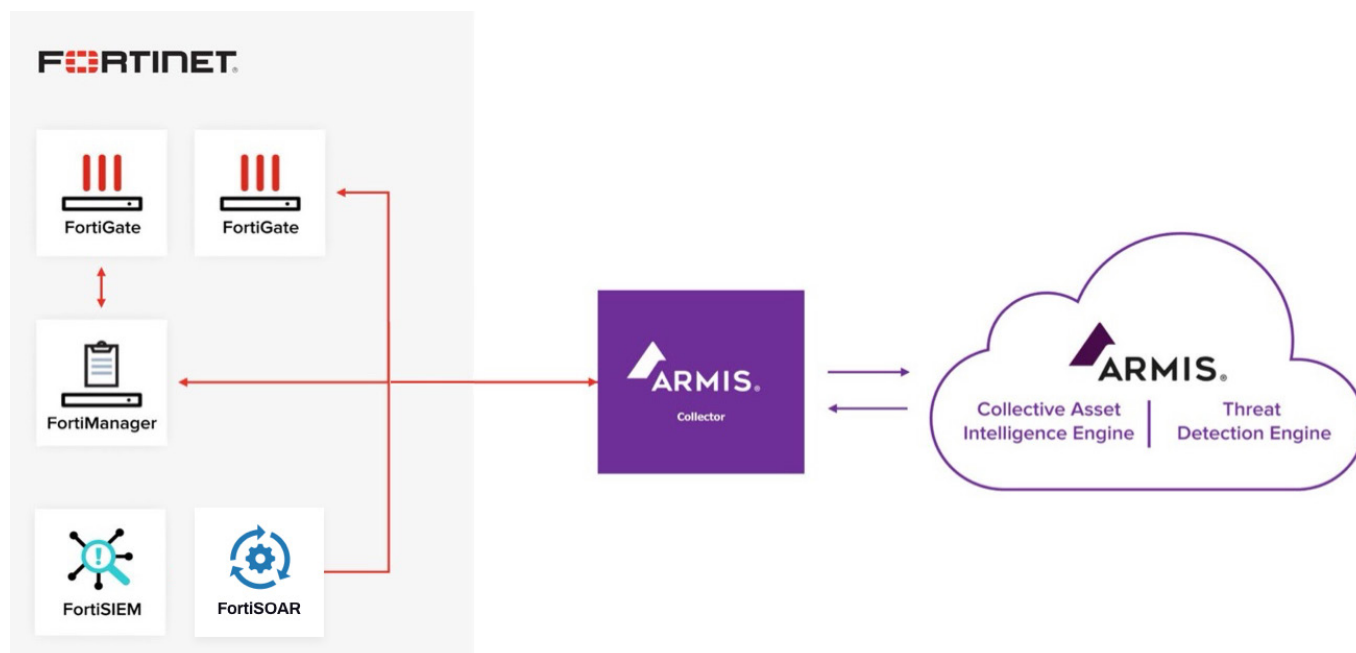 FORTINET®
FortiGate
FortiGate
FortiManager
FortiSIEM
FortiSOAR
ARMIS®
Collector
ARMIS®
Collective Asset
Intelligence Engine
Threat
Detection Engine